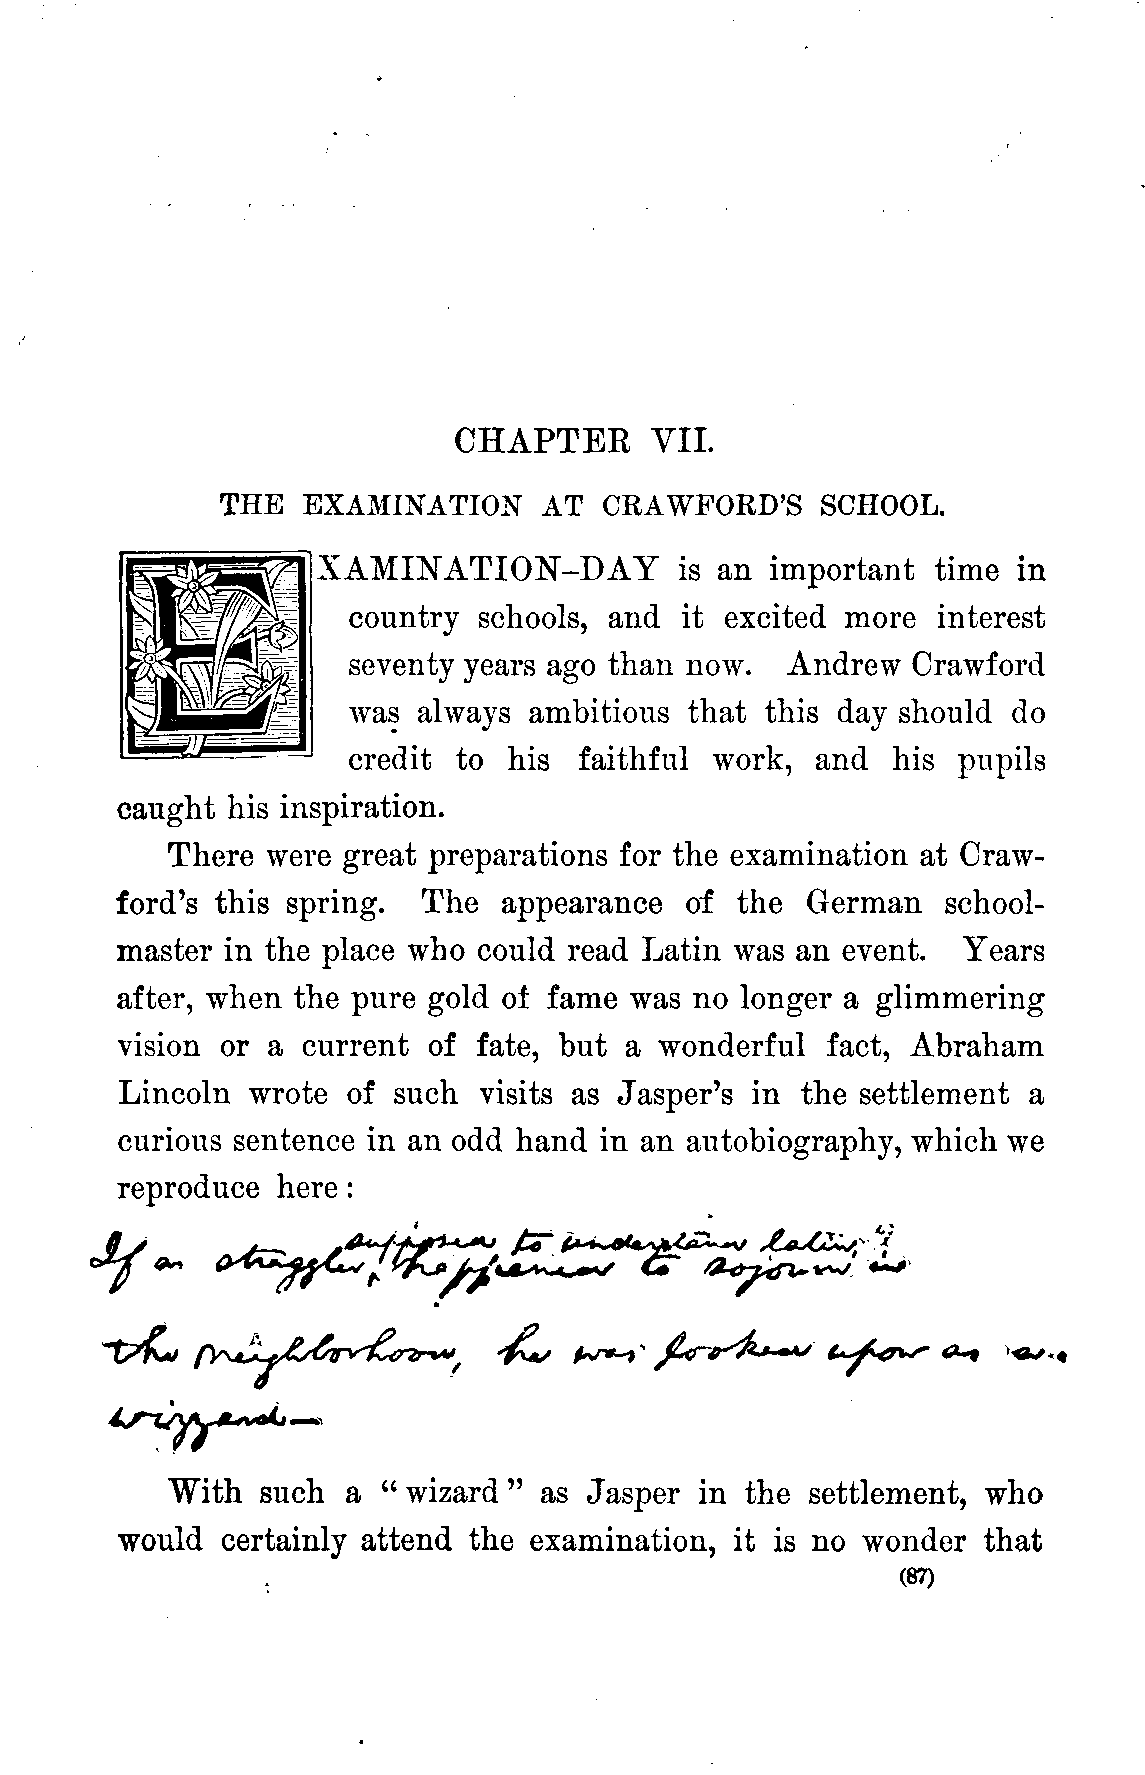 CHAPTER VII.
THE EXAMINATION AT CRAWFORD'S SCHOOL.
EXAMINATION-DAY is an important time in
country schools, and it excited more interest
seventy years ago than now. Andrew Crawford
was always ambitious that this day should do
credit to his faithful work, and his pupils
caught his inspiration.
There were great preparations for the examination at Craw-
ford's this spring. The appearance of the German school-
master in the place who could read Latin was an event. Years
after, when the pure gold of fame was no longer a glimmering
vision or a current of fate, but a wonderful fact, Abraham
Lincoln wrote of such visits as Jasper's in the settlement a
curious sentence in an odd hand in an autobiography, which we
reproduce here:
supposed to understand latin,
If a straggler, happened to sojourn in
the neighborhood, he was looked upon as a
wizzard—
With such a "wizard" as Jasper in the settlement, who
would certainly attend the examination, it is no wonder that
(87)